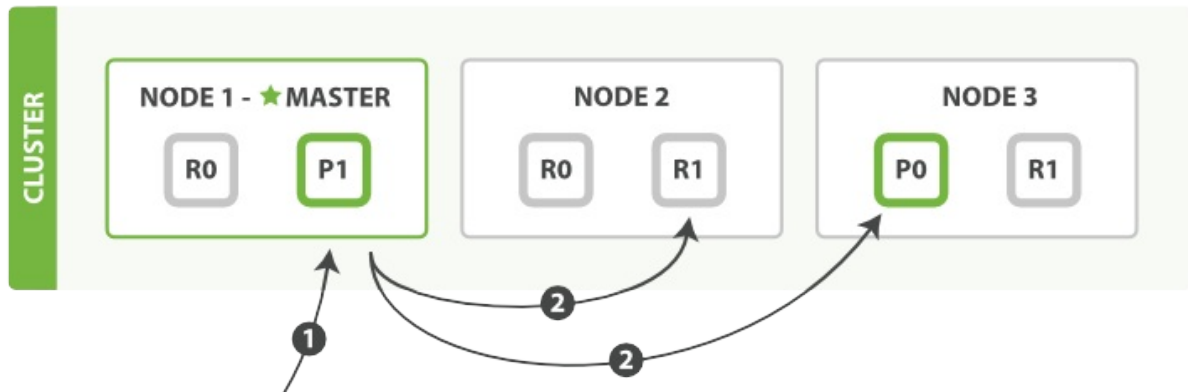 CLUSTER
NODE 1 - ★ MASTER
R0
P1
NODE 2
R0
R1
NODE 3
P0
R1
1
2
2